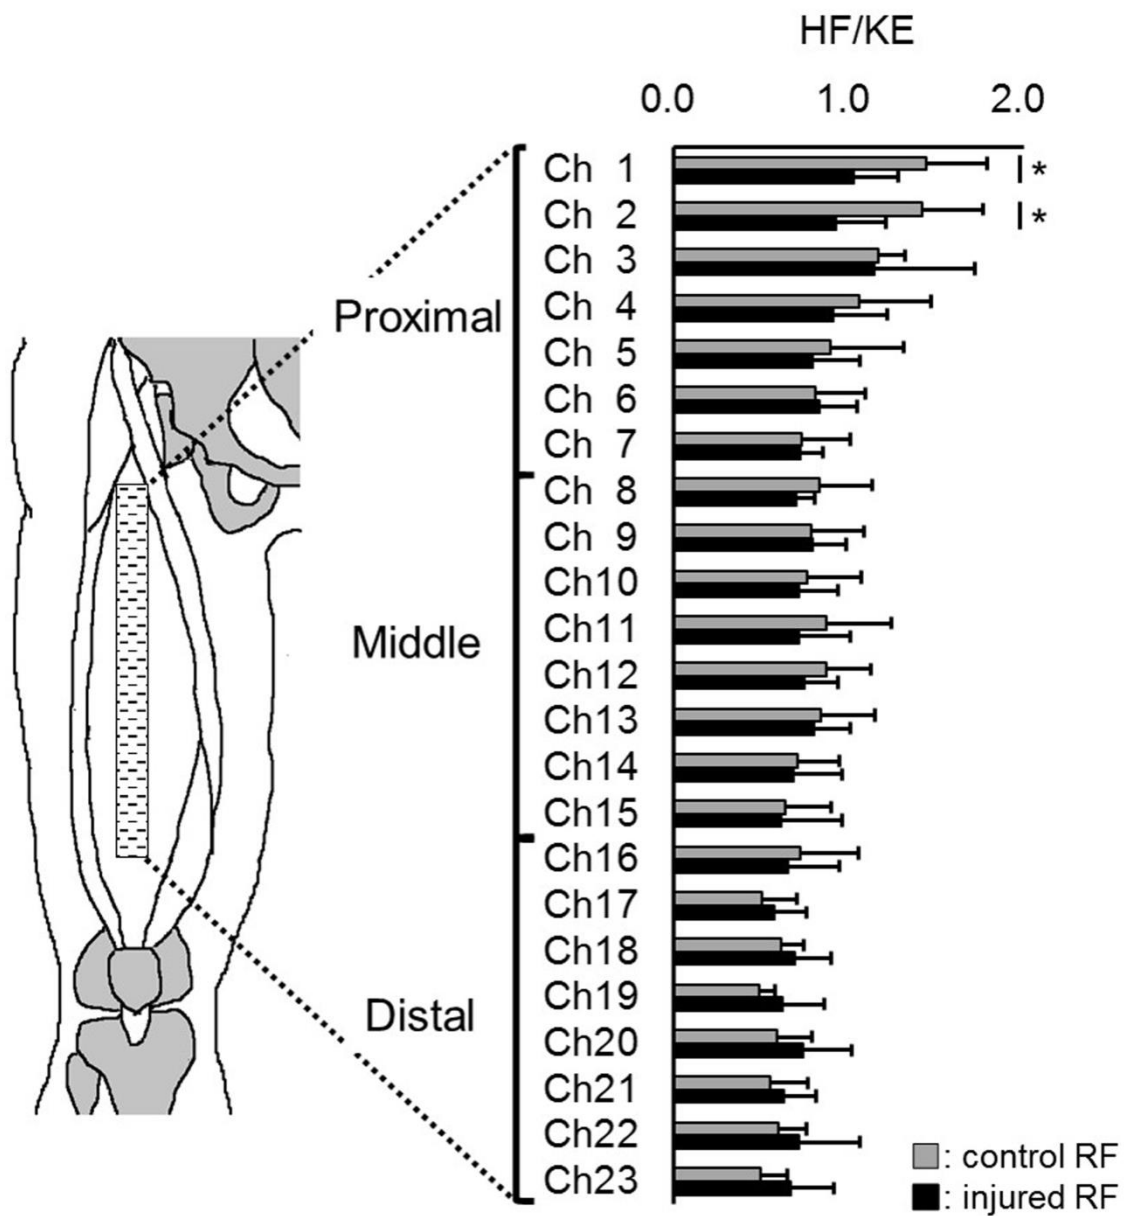 HF/KE
0.0 1.0 2.0
Ch 1 *
Ch 2 *
Ch 3
Proximal
Ch 4
Ch 5
Ch 6
Ch 7
Ch 8
Ch 9
Ch10
Ch11
Middle
Ch12
Ch13
Ch14
Ch15
Ch16
Ch17
Ch18
Ch19
Distal
Ch20
Ch21
Ch22
Ch23
: control RF
: injured RF